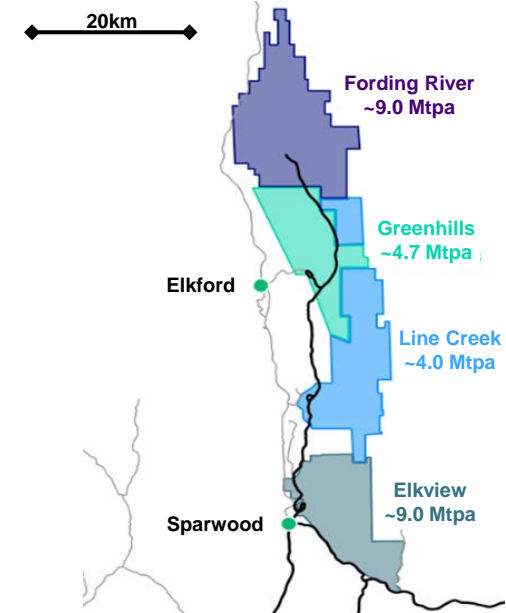 20km
Fording River
~9.0 Mtpa
Greenhills
~4.7 Mtpa
Elkford
Line Creek
~4.0 Mtpa
Elkview
~9.0 Mtpa
Sparwood